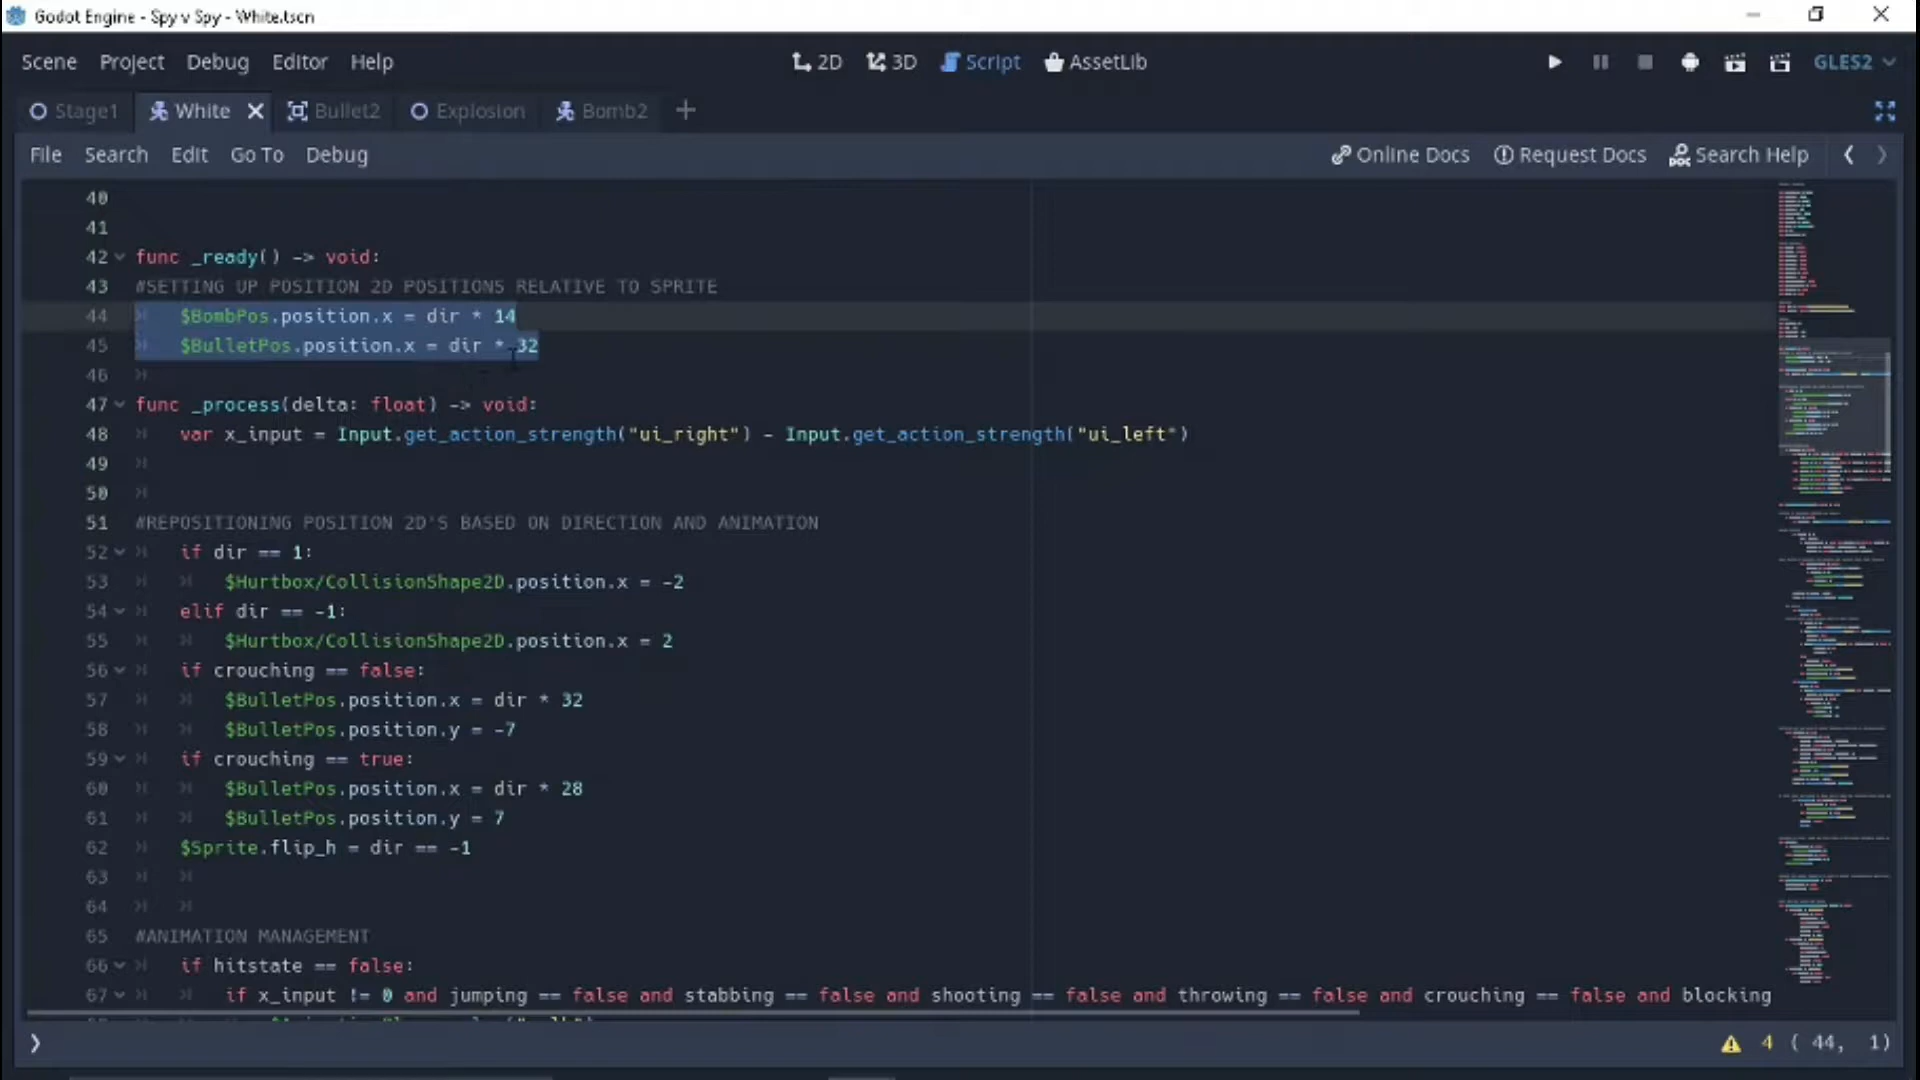 Godot Engine - Spy v Spy - White.tscn
Scene Project Debug Editor Help 2D 3D Script AssetLib GLES2
Stage1 White Bullet2 Explosion Bomb2
File Search Edit Go To Debug Online Docs Request Docs Search Help
40
41
42 func _ready() -> void:
43 #SETTING UP POSITION 2D POSITIONS RELATIVE TO SPRITE
44 $BombPos.position.x = dir * 14
45 $BulletPos.position.x = dir * 32
46
47 func _process(delta: float) -> void:
48 var x_input = Input.get_action_strength("ui_right") - Input.get_action_strength("ui_left")
49
50
51 #REPOSITIONING POSITION 2D'S BASED ON DIRECTION AND ANIMATION
52 if dir == 1:
53 $Hurtbox/CollisionShape2D.position.x = -2
54 elif dir == -1:
55 $Hurtbox/CollisionShape2D.position.x = 2
56 if crouching == false:
57 $BulletPos.position.x = dir * 32
58 $BulletPos.position.y = -7
59 if crouching == true:
60 $BulletPos.position.x = dir * 28
61 $BulletPos.position.y = 7
62 $Sprite.flip_h = dir == -1
63
64
65 #ANIMATION MANAGEMENT
66 if hitstate == false:
67 if x_input != 0 and jumping == false and stabbing == false and shooting == false and throwing == false and crouching == false and blocking
4 ( 44, 1)